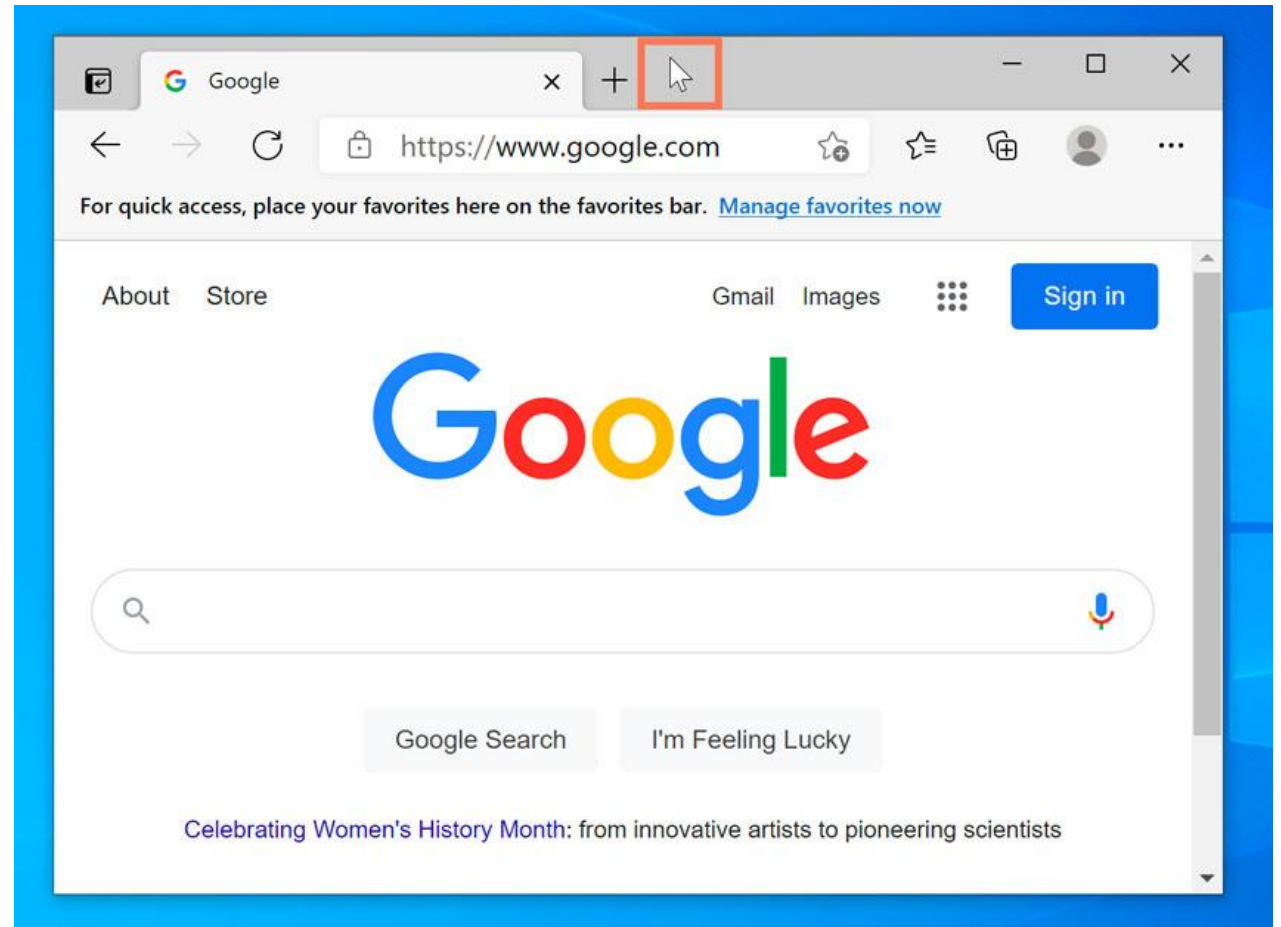 Google
https://www.google.com
For quick access, place your favorites here on the favorites bar. Manage favorites now
About Store Gmail Images Sign in
Google
Google Search I'm Feeling Lucky
Celebrating Women's History Month: from innovative artists to pioneering scientists